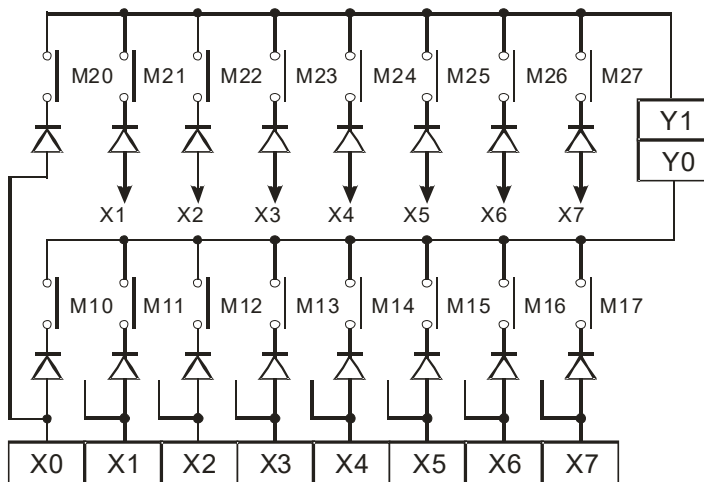 M20 M21 M22 M23 M24 M25 M26 M27
Y1
Y0
X1 X2 X3 X4 X5 X6 X7
M10 M11 M12 M13 M14 M15 M16 M17
X0 X1 X2 X3 X4 X5 X6 X7